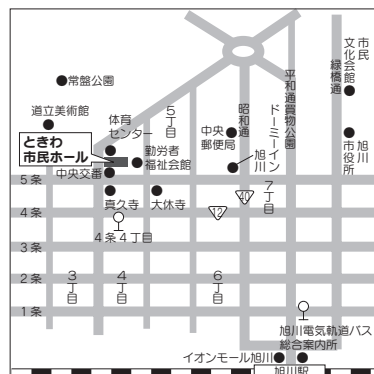 常盤公園
道立美術館
体育
センター
ときわ
市民ホール
勤労者
福祉会館
中央交番
真久寺
大休寺
4条4丁目
5丁目
昭和通
中央
郵便局
平和通買物公園
ドーミーイン
旭川
緑橋通
市民
文化会館
旭川
市役所
40
12
7丁目
5条
4条
3条
2条
1条
3丁目
4丁目
6丁目
旭川電気軌道バス
総合案内所
イオンモール旭川
旭川駅